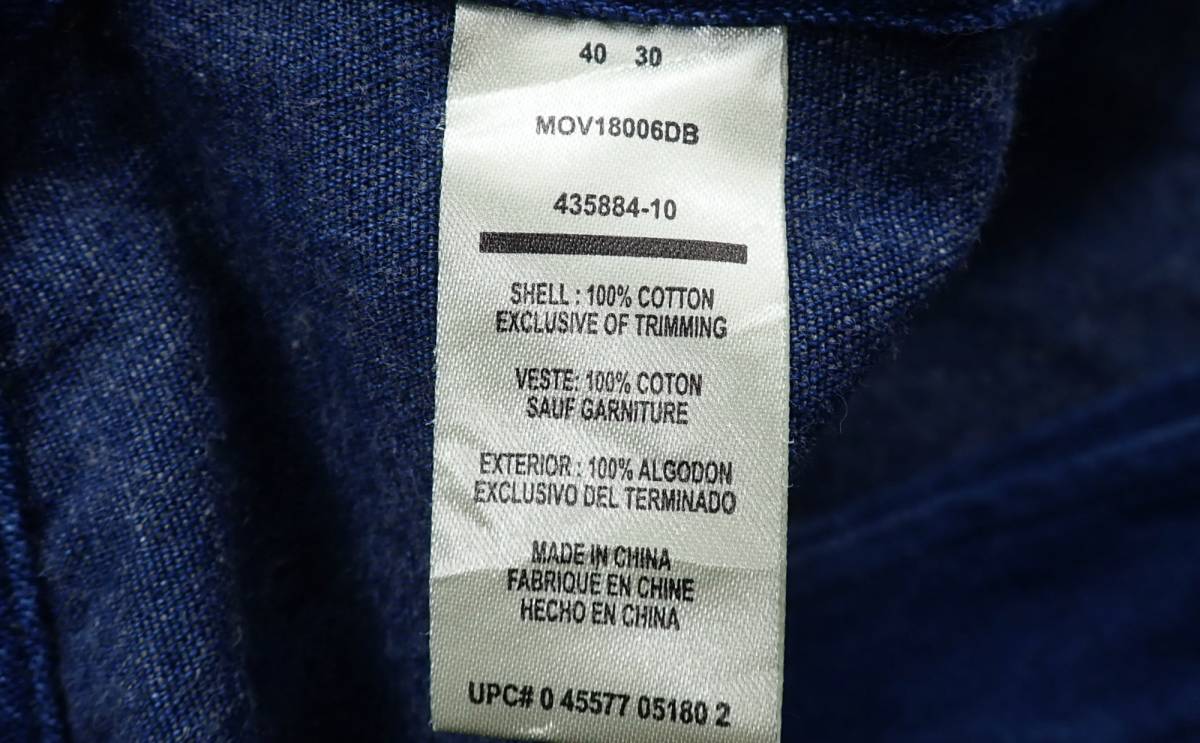 40 30
MOV18006DB
435884-10
SHELL : 100% COTTON
EXCLUSIVE OF TRIMMING
VESTE: 100% COTON
SAUF GARNITURE
EXTERIOR : 100% ALGODON
EXCLUSIVO DEL TERMINADO
MADE IN CHINA
FABRIQUE EN CHINE
HECHO EN CHINA
UPC# 0 45577 05180 2